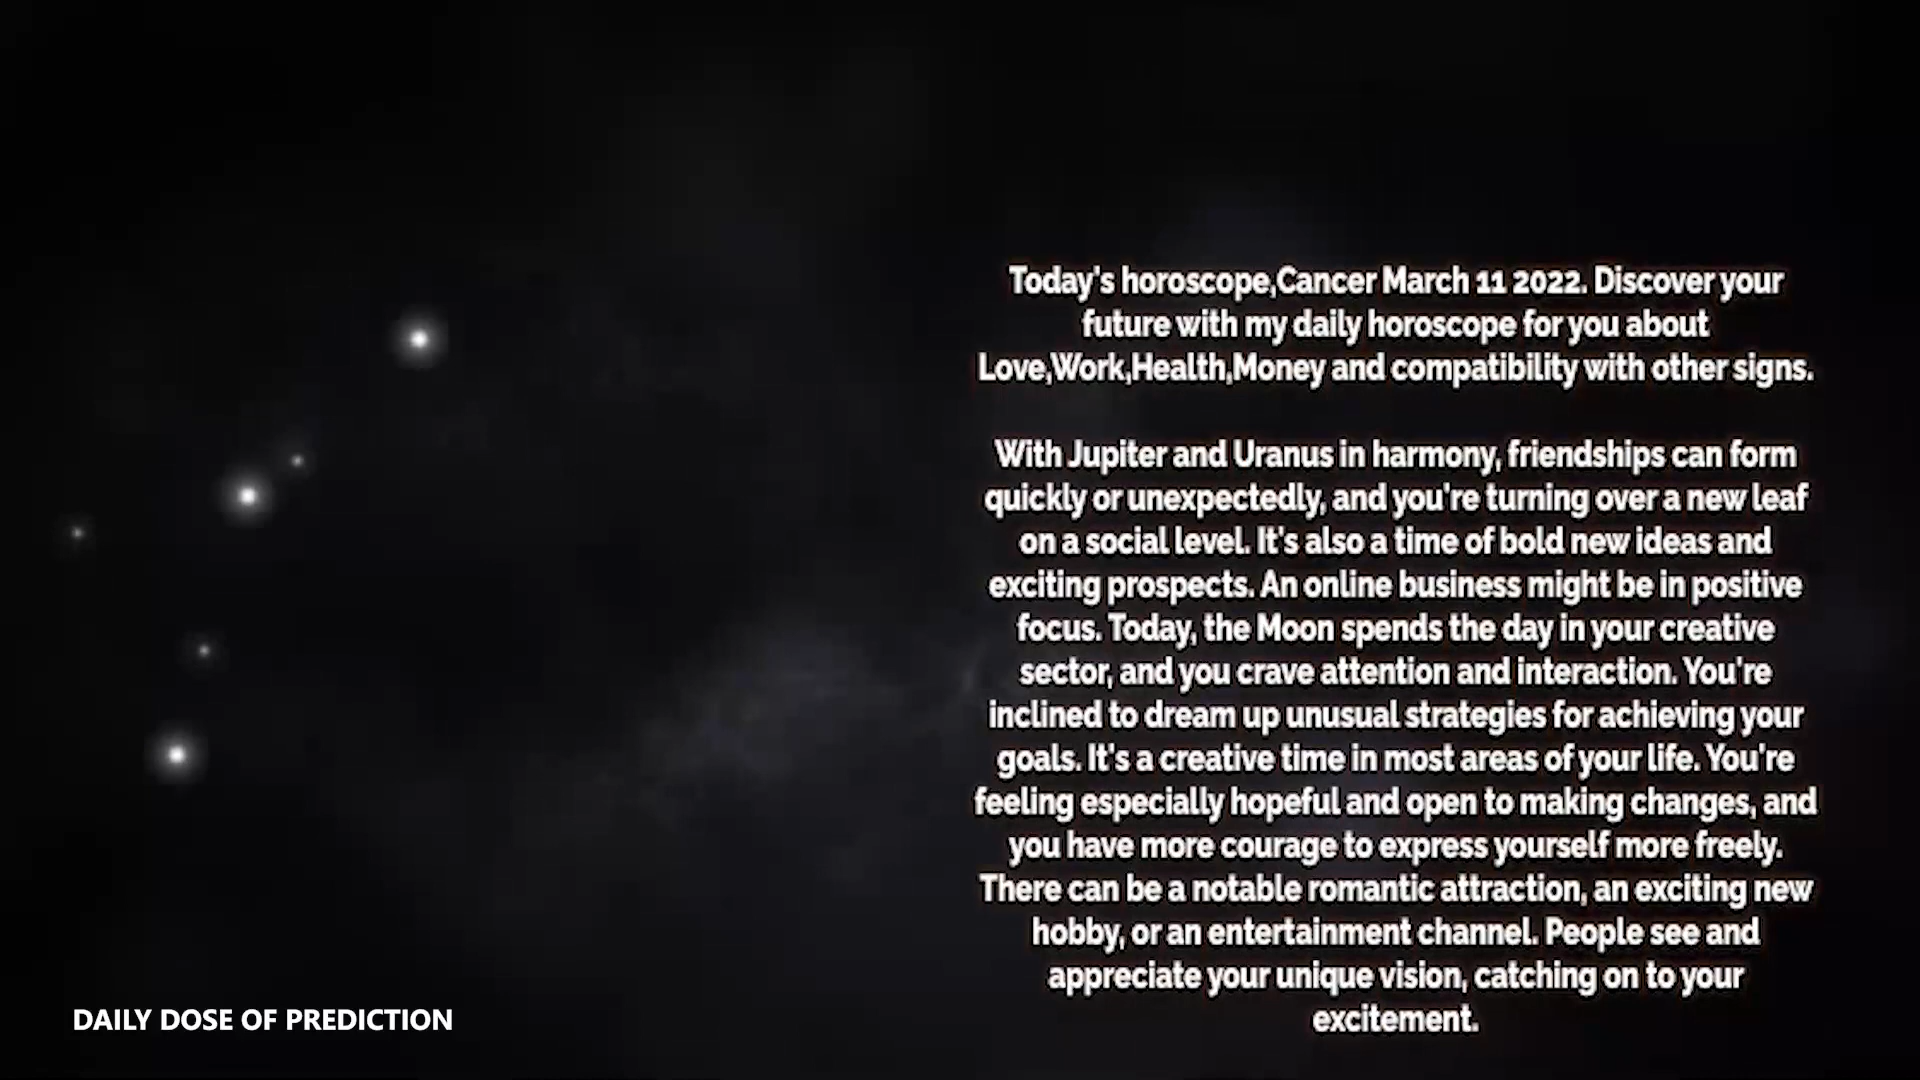 Today's horoscope,Cancer March 11 2022. Discover your
future with my daily horoscope for you about
Love,Work,Health,Money and compatibility with other signs.
With Jupiter and Uranus in harmony, friendships can form
quickly or unexpectedly, and you're turning over a new leaf
on a social level. It's also a time of bold new ideas and
exciting prospects. An online business might be in positive
focus. Today, the Moon spends the day in your creative
sector, and you crave attention and interaction. You're
inclined to dream up unusual strategies for achieving your
goals. It's a creative time in most areas of your life. You're
feeling especially hopeful and open to making changes, and
you have more courage to express yourself more freely.
There can be a notable romantic attraction, an exciting new
hobby, or an entertainment channel. People see and
appreciate your unique vision, catching on to your
excitement.
DAILY DOSE OF PREDICTION